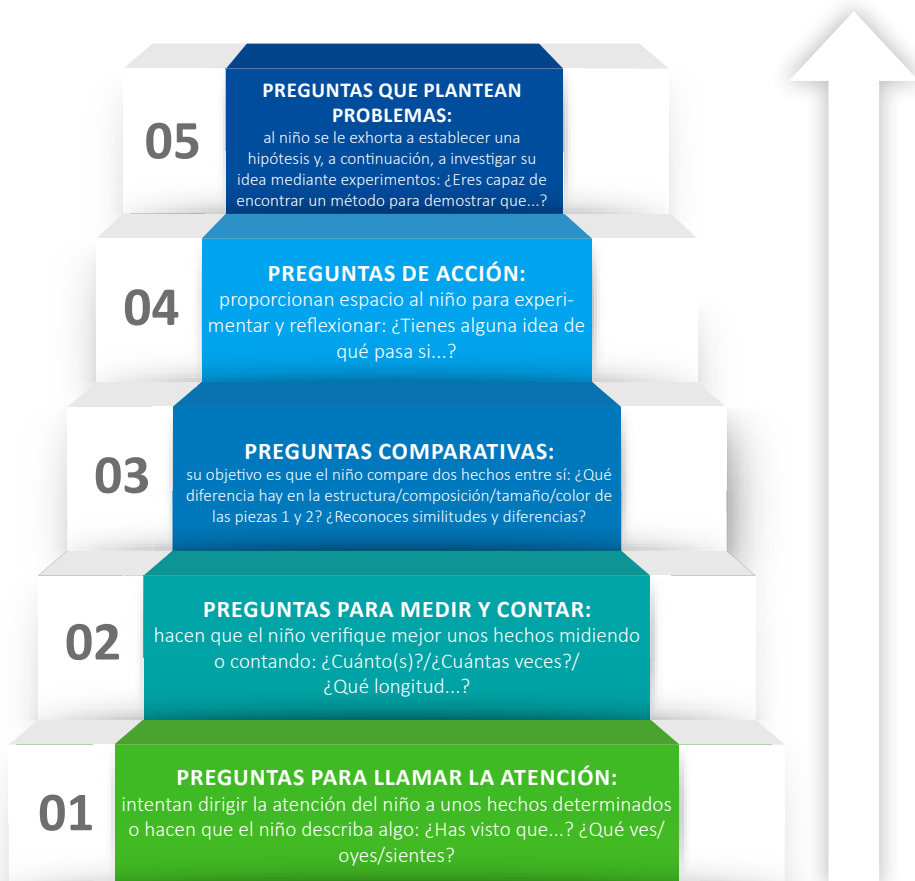 05
PREGUNTAS QUE PLANTEAN
PROBLEMAS:
al niño se le exhorta a establecer una
hipótesis y, a continuación, a investigar su
idea mediante experimentos: ¿Eres capaz de
encontrar un método para demostrar que...?
04
PREGUNTAS DE ACCIÓN:
proporcionan espacio al niño para experi-
mentar y reflexionar: ¿Tienes alguna idea de
qué pasa si...?
03
PREGUNTAS COMPARATIVAS:
su objetivo es que el niño compare dos hechos entre sí: ¿Qué
diferencia hay en la estructura/composición/tamaño/color de
las piezas 1 y 2? ¿Reconoces similitudes y diferencias?
02
PREGUNTAS PARA MEDIR Y CONTAR:
hacen que el niño verifique mejor unos hechos midiendo
o contando: ¿Cuánto(s)?/¿Cuántas veces?/
¿Qué longitud...?
01
PREGUNTAS PARA LLAMAR LA ATENCIÓN:
intentan dirigir la atención del niño a unos hechos determinados
o hacen que el niño describa algo: ¿Has visto que...? ¿Qué ves/
oyes/sientes?